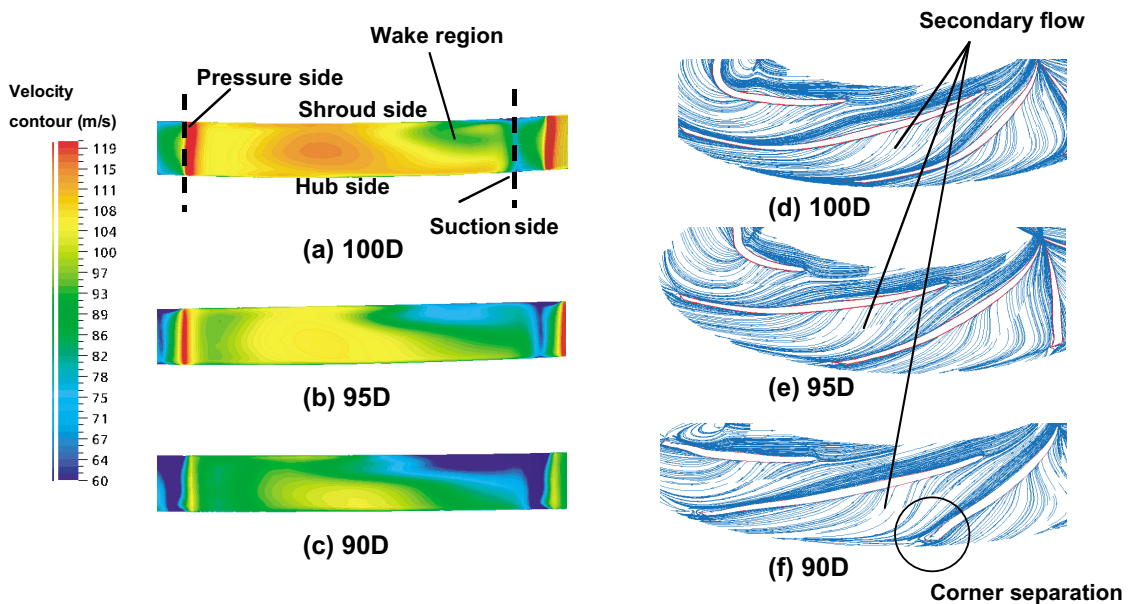 Secondary flow
Wake region
Pressure side
Shroud side
Velocity
contour (m/s)
119
115
111
108
104
100
97
93
89
86
82
78
75
71
67
64
60
Hub side
Suction side
(a) 100D
(d) 100D
(b) 95D
(e) 95D
(c) 90D
(f) 90D
Corner separation